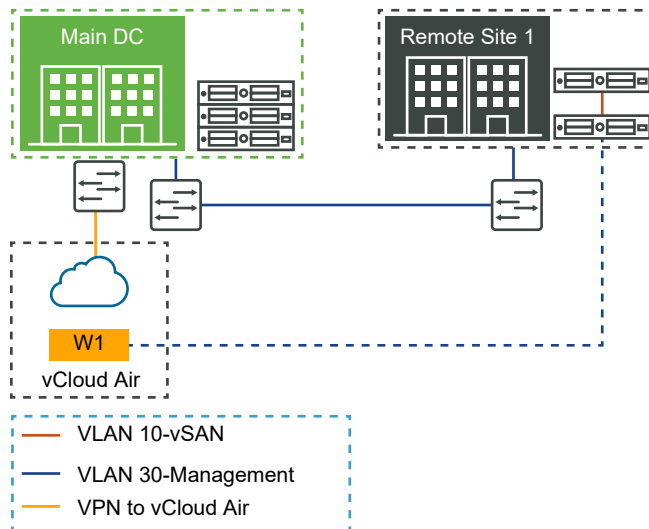 Main DC
Remote Site 1
W1
vCloud Air
VLAN 10-vSAN
VLAN 30-Management
VPN to vCloud Air